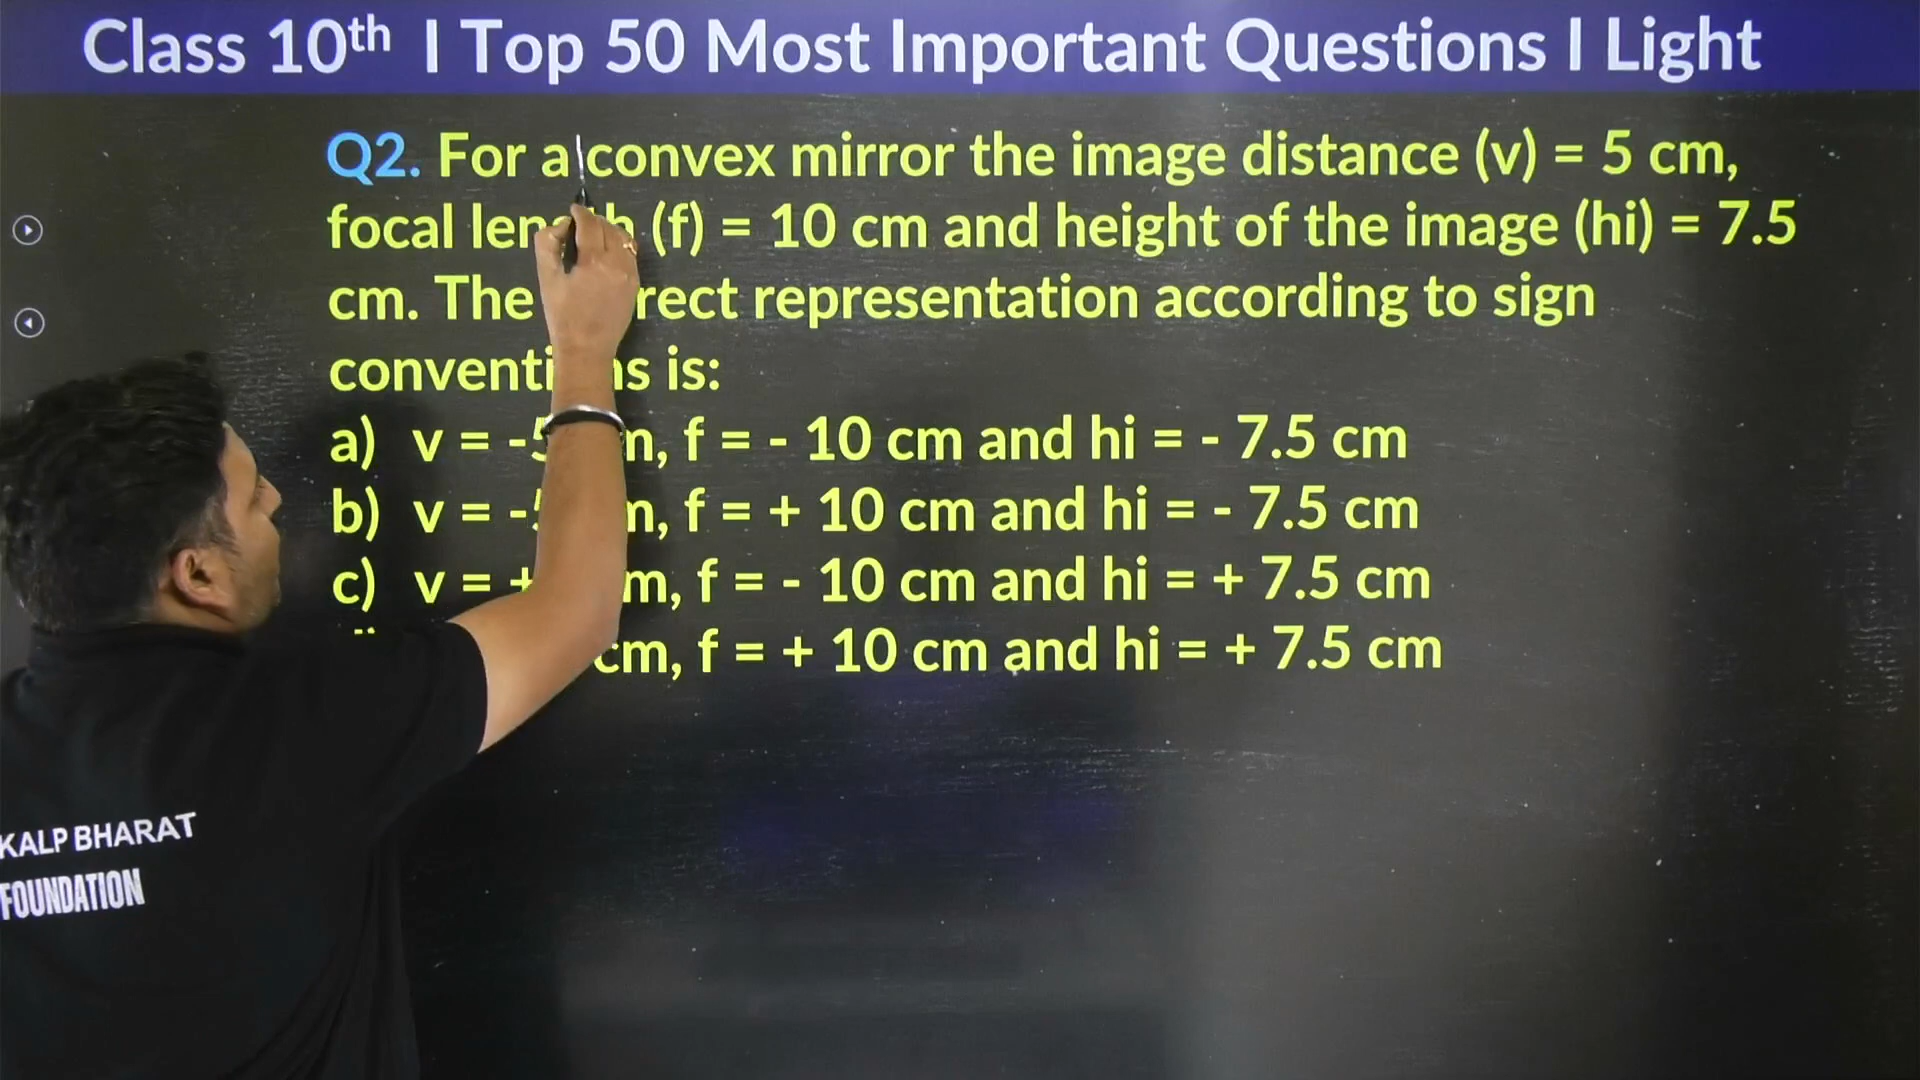 Class 10th I Top 50 Most Important Questions I Light
Q2. For a convex mirror the image distance (v) = 5 cm,
focal (f) = 10 cm and height of the image (hi) = 7.5
cm. The representation according to sign
is:
a) v = f = - 10 cm and hi = - 7.5 cm
b) v = f = + 10 cm and hi = - 7.5 cm
c) v = f = - 10 cm and hi = + 7.5 cm
cm, f = + 10 cm and hi = + 7.5 cm
KALP BHARAT
FOUNDATION